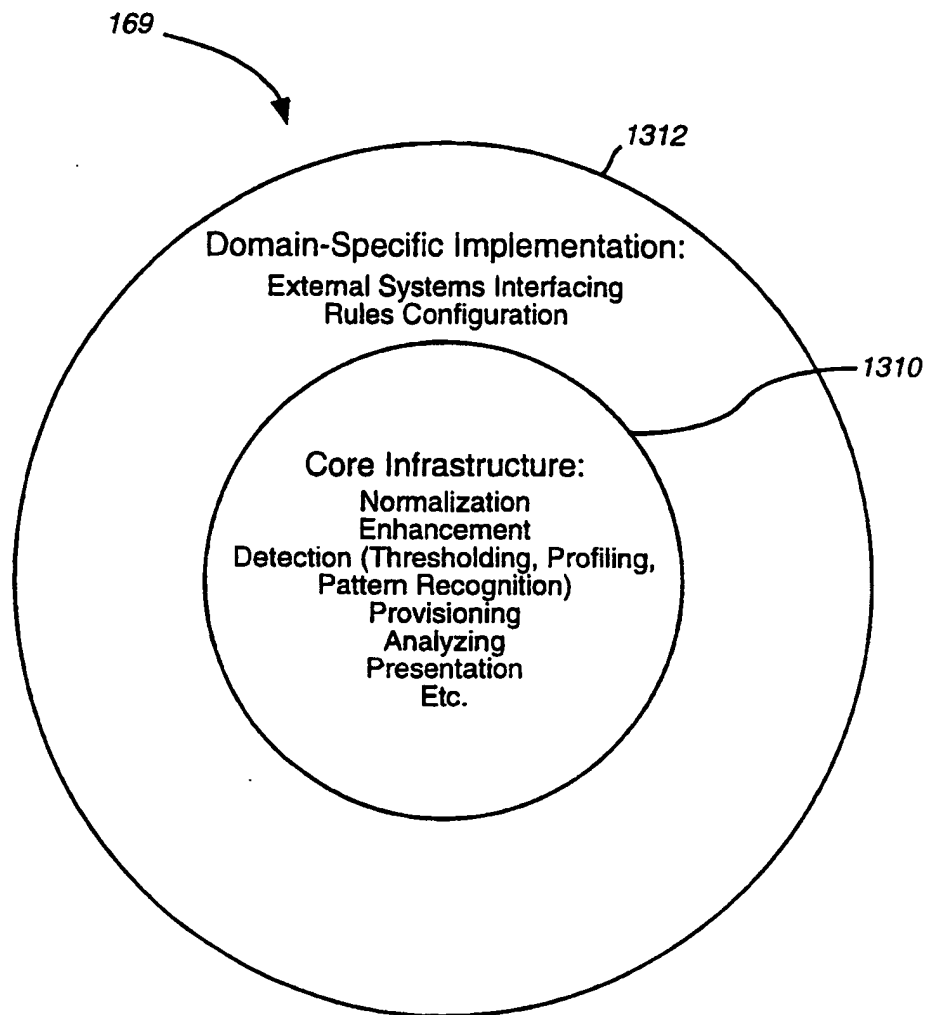 169
1312
Domain-Specific Implementation:
External Systems Interfacing
Rules Configuration
1310
Core Infrastructure:
Normalization
Enhancement
Detection (Thresholding, Profiling,
Pattern Recognition)
Provisioning
Analyzing
Presentation
Etc.